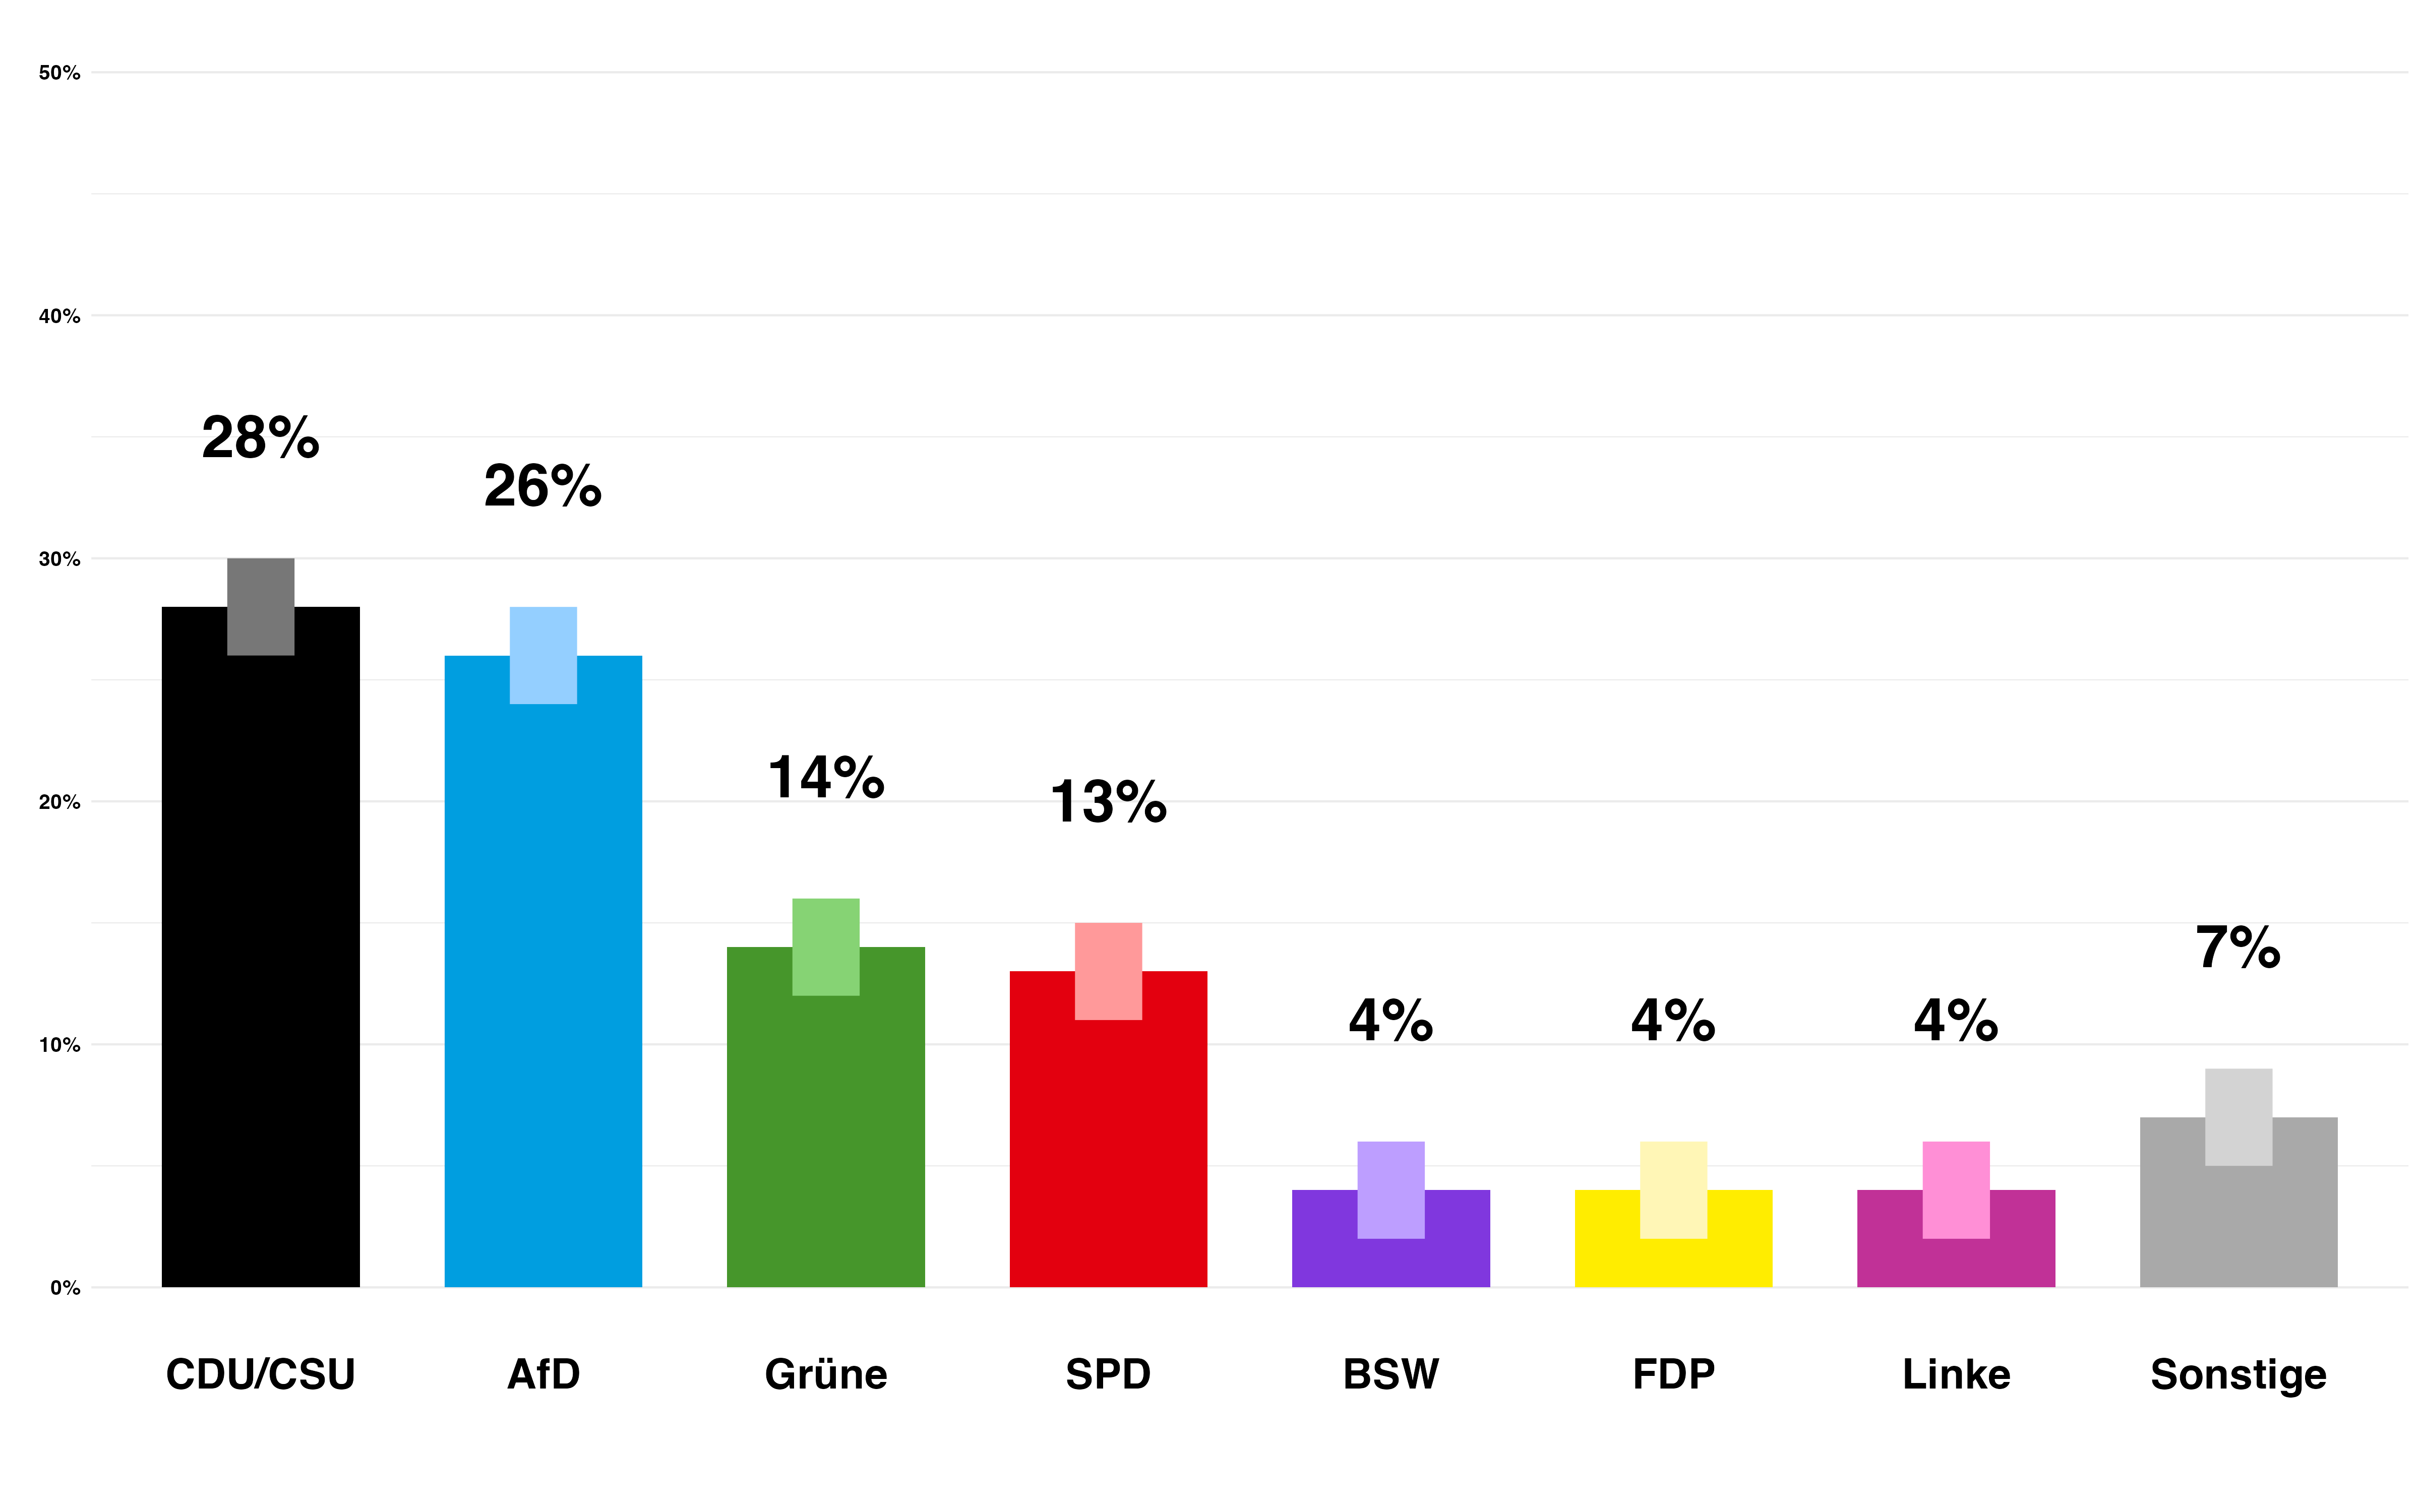 50%
40%
30%
20%
10%
0%
28%
26%
14%
13%
4%
4%
4%
7%
CDU/CSU
AfD
Grüne
SPD
BSW
FDP
Linke
Sonstige